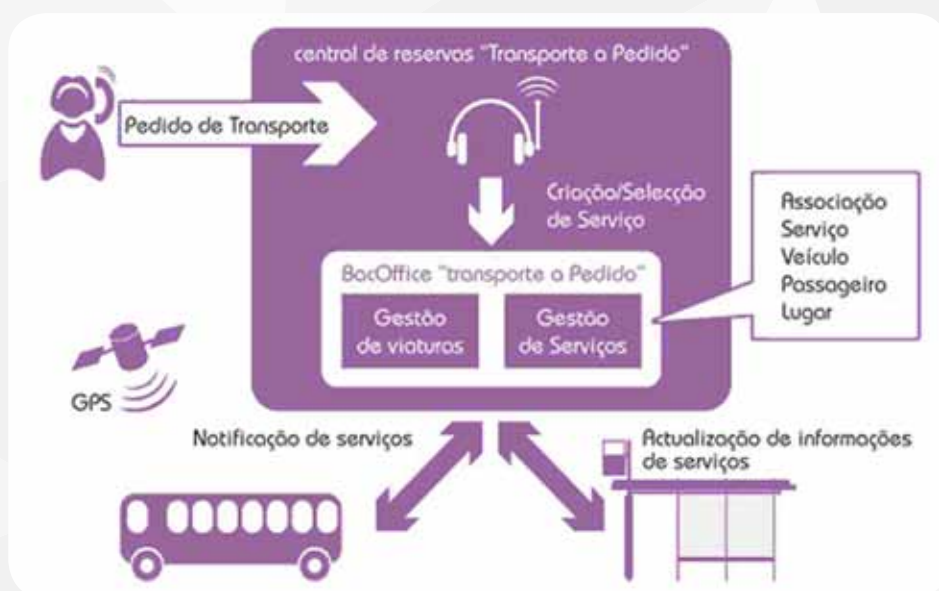 central de reservas "Transporte a Pedido"
Pedido de Transporte
Criação/Selecção
de Serviço
BacOffice "transporte a Pedido"
Gestão
de viaturas
Gestão
de Serviços
Associação
Serviço
Veículo
Passageiro
Lugar
GPS
Notificação de serviços
Actualização de informações
de serviços